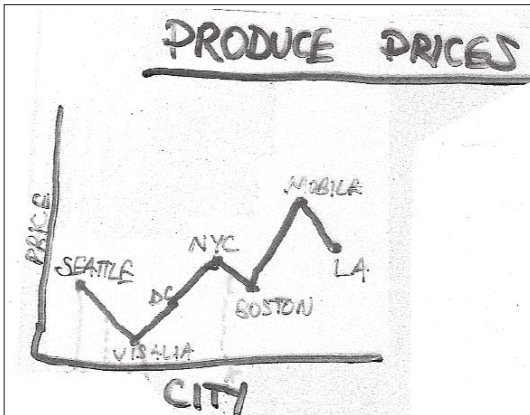 PRODUCE PRICES
MOBILE
NYC
LA
SEATTLE
DC
BOSTON
VISALIA
PRICE
CITY